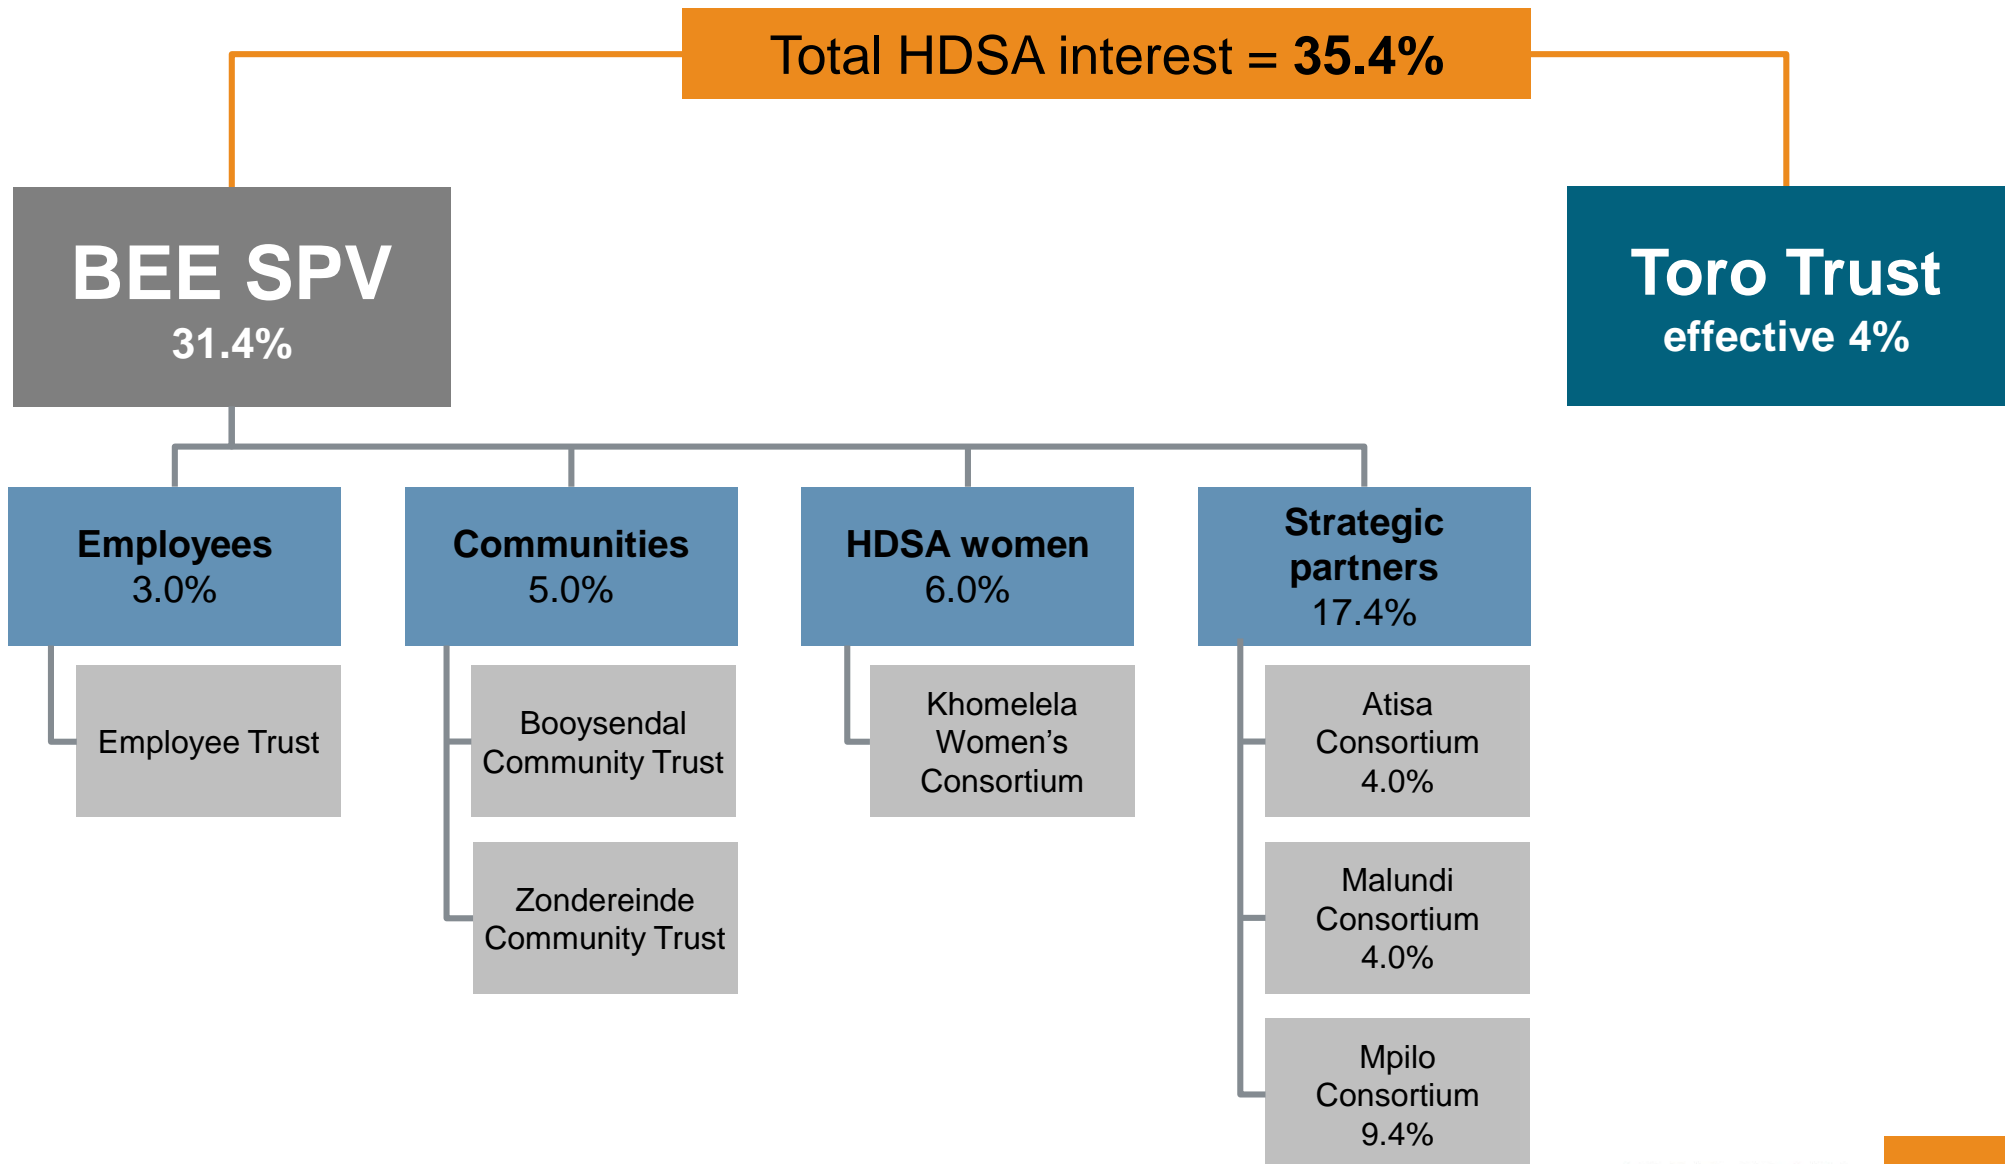 Total HDSA interest = 35.4%
BEE SPV
31.4%
Toro Trust
effective 4%
Employees
3.0%
Communities
5.0%
HDSA women
6.0%
Strategic
partners
17.4%
Employee Trust
Booysendal
Community Trust
Zondereinde
Community Trust
Khomelela
Women's
Consortium
Atisa
Consortium
4.0%
Malundi
Consortium
4.0%
Mpilo
Consortium
9.4%